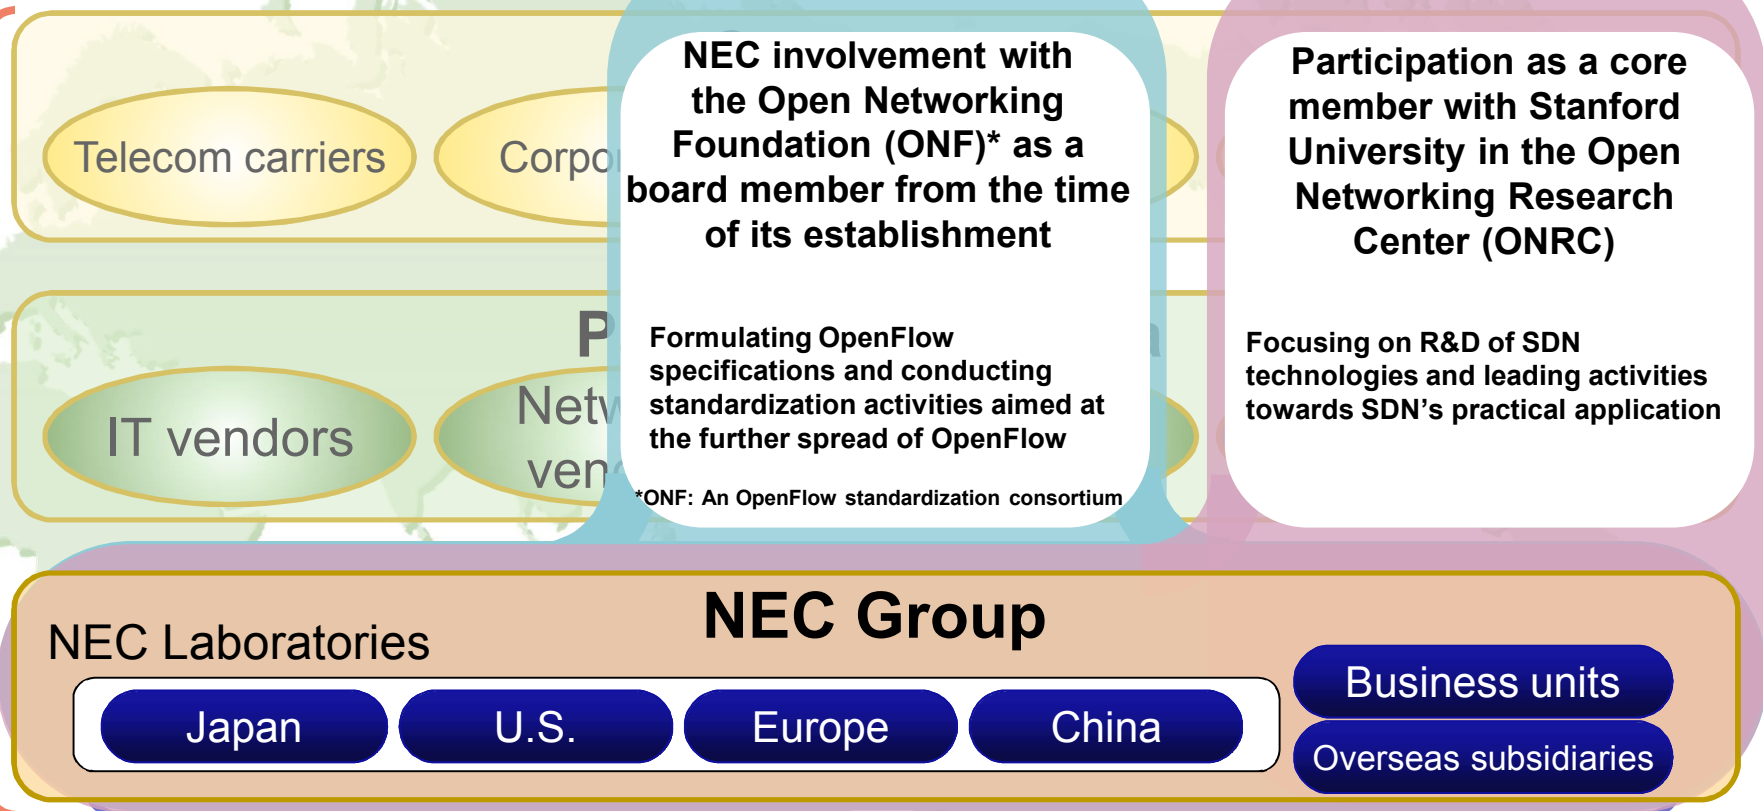 NEC involvement with
the Open Networking
Foundation (ONF)* as a
board member from the time
of its establishment
Formulating OpenFlow
specifications and conducting
standardization activities aimed at
the further spread of OpenFlow
*ONF: An OpenFlow standardization consortium
Participation as a core
member with Stanford
University in the Open
Networking Research
Center (ONRC)
Focusing on R&D of SDN
technologies and leading activities
towards SDN’s practical application
Telecom carriers
IT vendors
NEC Group
NEC Laboratories
Japan
U.S.
Europe
China
Business units
Overseas subsidiaries